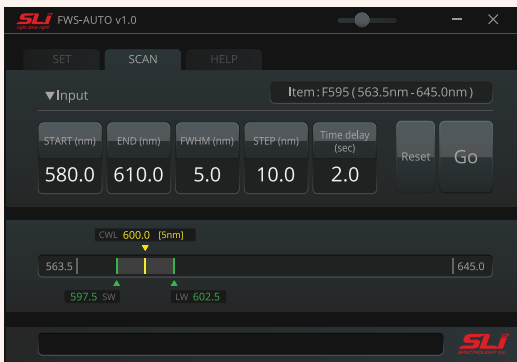 SLi FWS-AUTO v1.0
SET SCAN HELP
▼Input
Item : F595 ( 563.5nm - 645.0nm )
START (nm) END (nm) FWHM (nm) STEP (nm) Time delay (sec)
580.0 610.0 5.0 10.0 2.0
Reset Go
CWL 600.0 [5nm]
563.5 645.0
597.5 SW LW 602.5
SLi